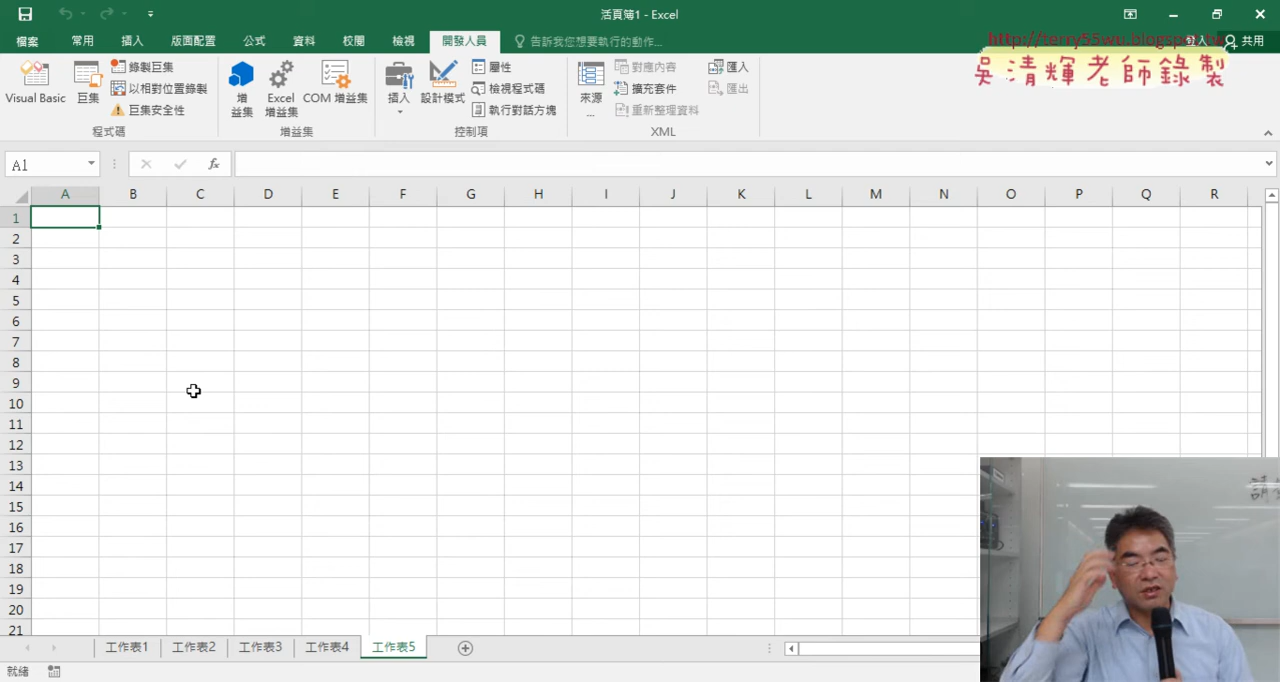 活頁簿1 - Excel
檔案 常用 插入 版面配置 公式 資料 校閱 檢視 開發人員 告訴我您想要執行的動作... 登入 共用
http://terry55wu.blogspot.tw
吳清輝老師錄製
Visual Basic 巨集 錄製巨集 以相對位置錄製 巨集安全性
增益集 Excel 增益集 COM 增益集
插入 設計模式 屬性 檢視程式碼 執行對話方塊
來源... 對應內容 擴充套件 重新整理資料 匯入 匯出
程式碼 增益集 控制項 XML
A1 fx
A B C D E F G H I J K L M N O P Q R
1
2
3
4
5
6
7
8
9
10
11
12
13
14
15
16
17
18
19
20
21
請
工作表1 工作表2 工作表3 工作表4 工作表5
就緒